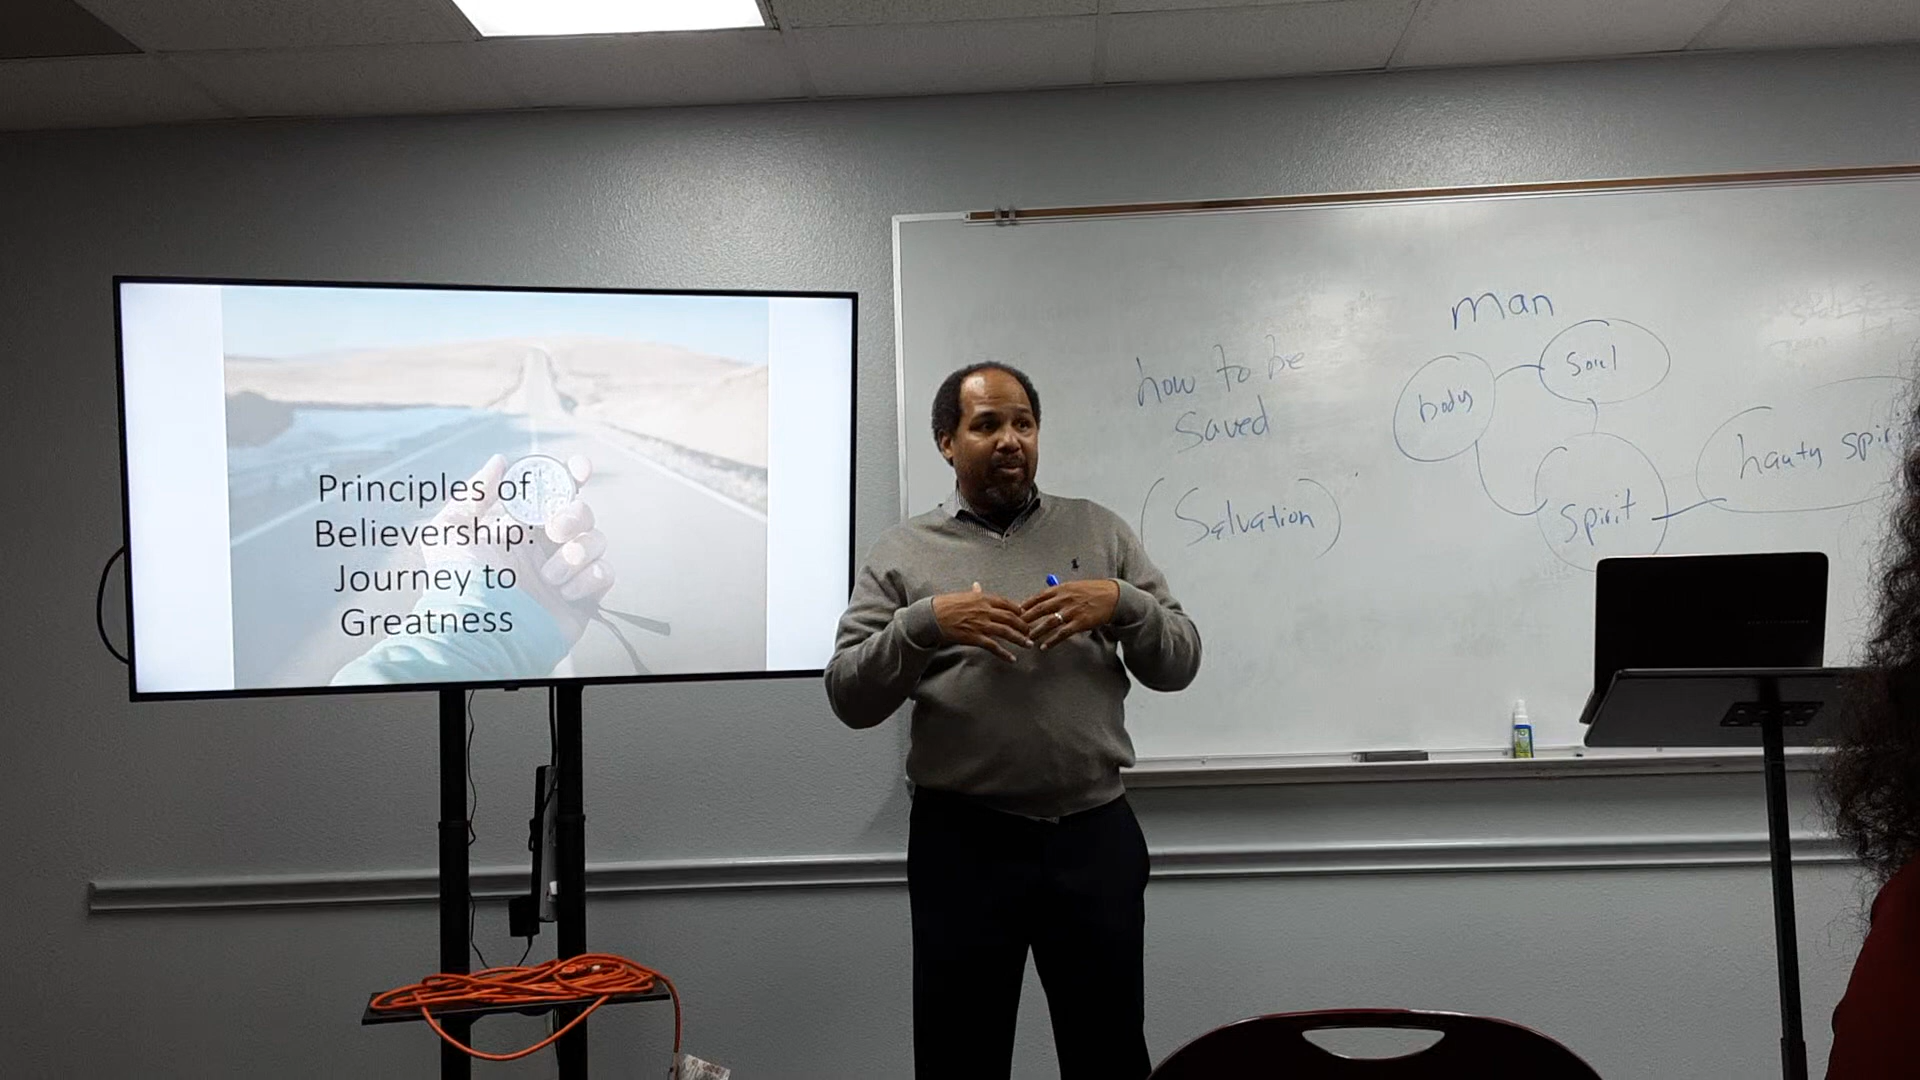 Principles of
Believership:
Journey to
Greatness
how to be
saved
(Salvation)
man
body
soul
spirit
hauty spiri